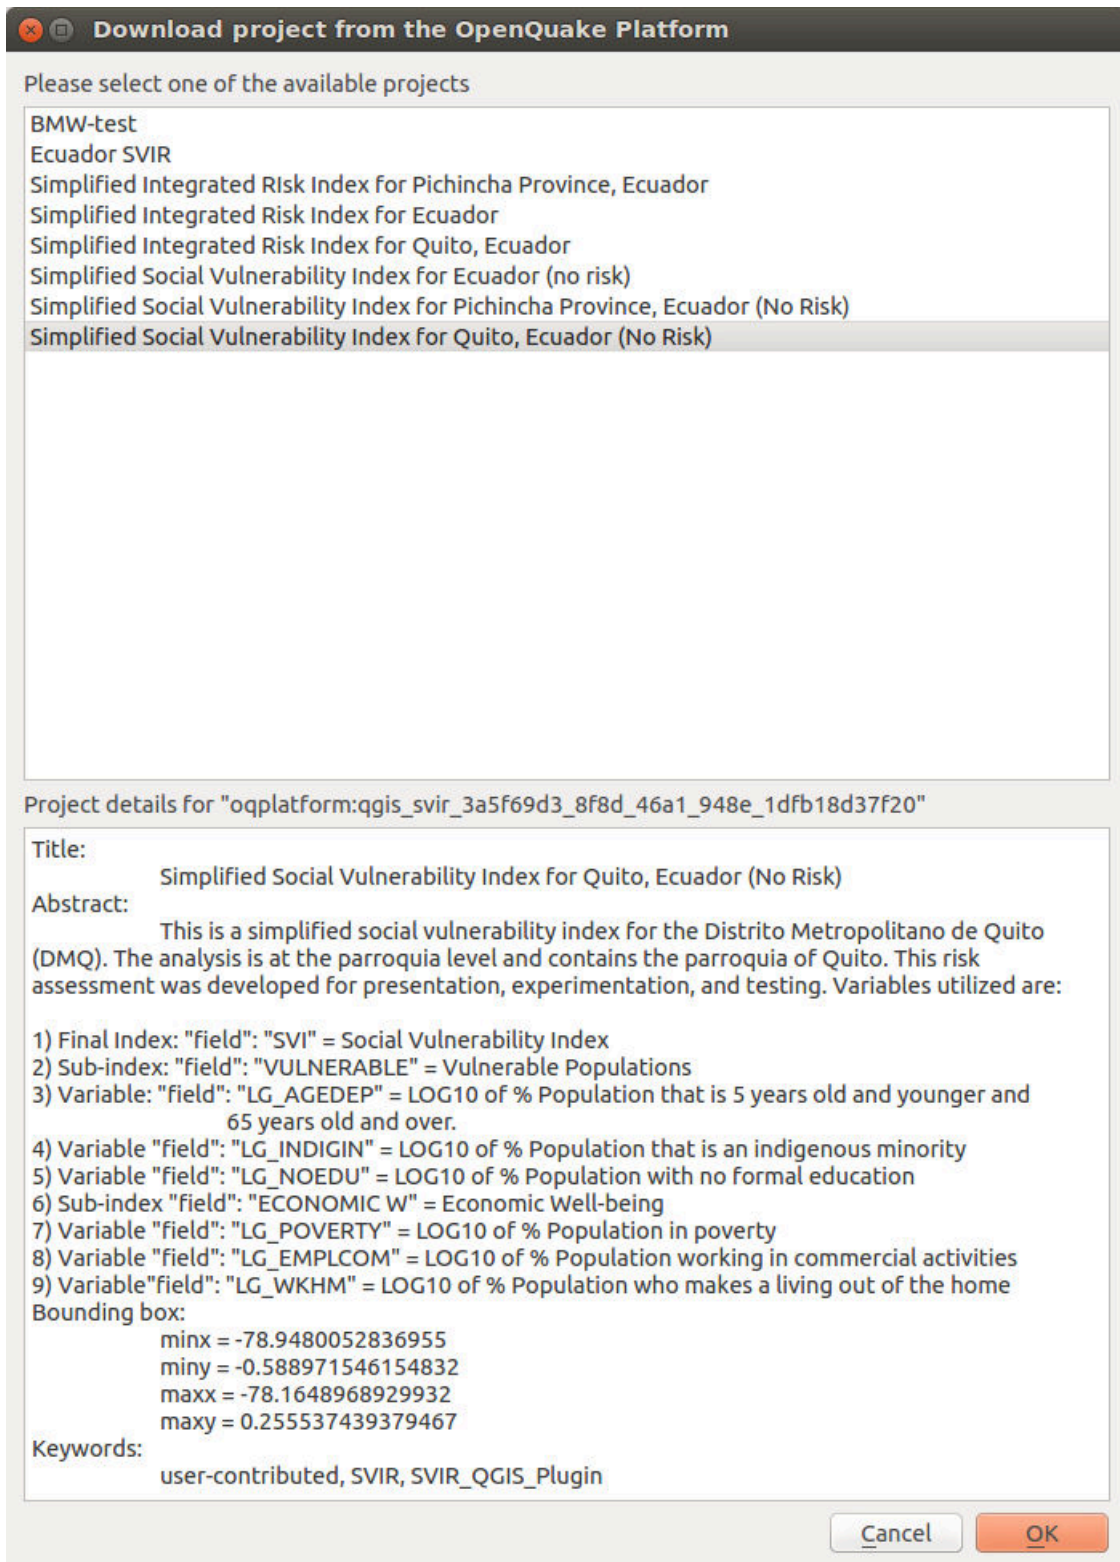 Download project from the OpenQuake Platform
Please select one of the available projects
BMW-test
Ecuador SVIR
Simplified Integrated RIsk Index for Pichincha Province, Ecuador
Simplified Integrated Risk Index for Ecuador
Simplified Integrated Risk Index for Quito, Ecuador
Simplified Social Vulnerability Index for Ecuador (no risk)
Simplified Social Vulnerability Index for Pichincha Province, Ecuador (No Risk)
Simplified Social Vulnerability Index for Quito, Ecuador (No Risk)
Project details for "oqplatform:qgis_svir_3a5f69d3_8f8d_46a1_948e_1dfb18d37f20"
Title:
Simplified Social Vulnerability Index for Quito, Ecuador (No Risk)
Abstract:
This is a simplified social vulnerability index for the Distrito Metropolitano de Quito
(DMQ). The analysis is at the parroquia level and contains the parroquia of Quito. This risk
assessment was developed for presentation, experimentation, and testing. Variables utilized are:
1) Final Index: "field": "SVI" = Social Vulnerability Index
2) Sub-index: "field": "VULNERABLE" = Vulnerable Populations
3) Variable: "field": "LG_AGEDEP" = LOG10 of % Population that is 5 years old and younger and
65 years old and over.
4) Variable "field": "LG_INDIGIN" = LOG10 of % Population that is an indigenous minority
5) Variable "field": "LG_NOEDU" = LOG10 of % Population with no formal education
6) Sub-index "field": "ECONOMIC W" = Economic Well-being
7) Variable "field": "LG_POVERTY" = LOG10 of % Population in poverty
8) Variable "field": "LG_EMPLCOM" = LOG10 of % Population working in commercial activities
9) Variable"field": "LG_WKHM" = LOG10 of % Population who makes a living out of the home
Bounding box:
minx = -78.9480052836955
miny = -0.588971546154832
maxx = -78.1648968929932
maxy = 0.255537439379467
Keywords:
user-contributed, SVIR, SVIR_QGIS_Plugin
Cancel
OK